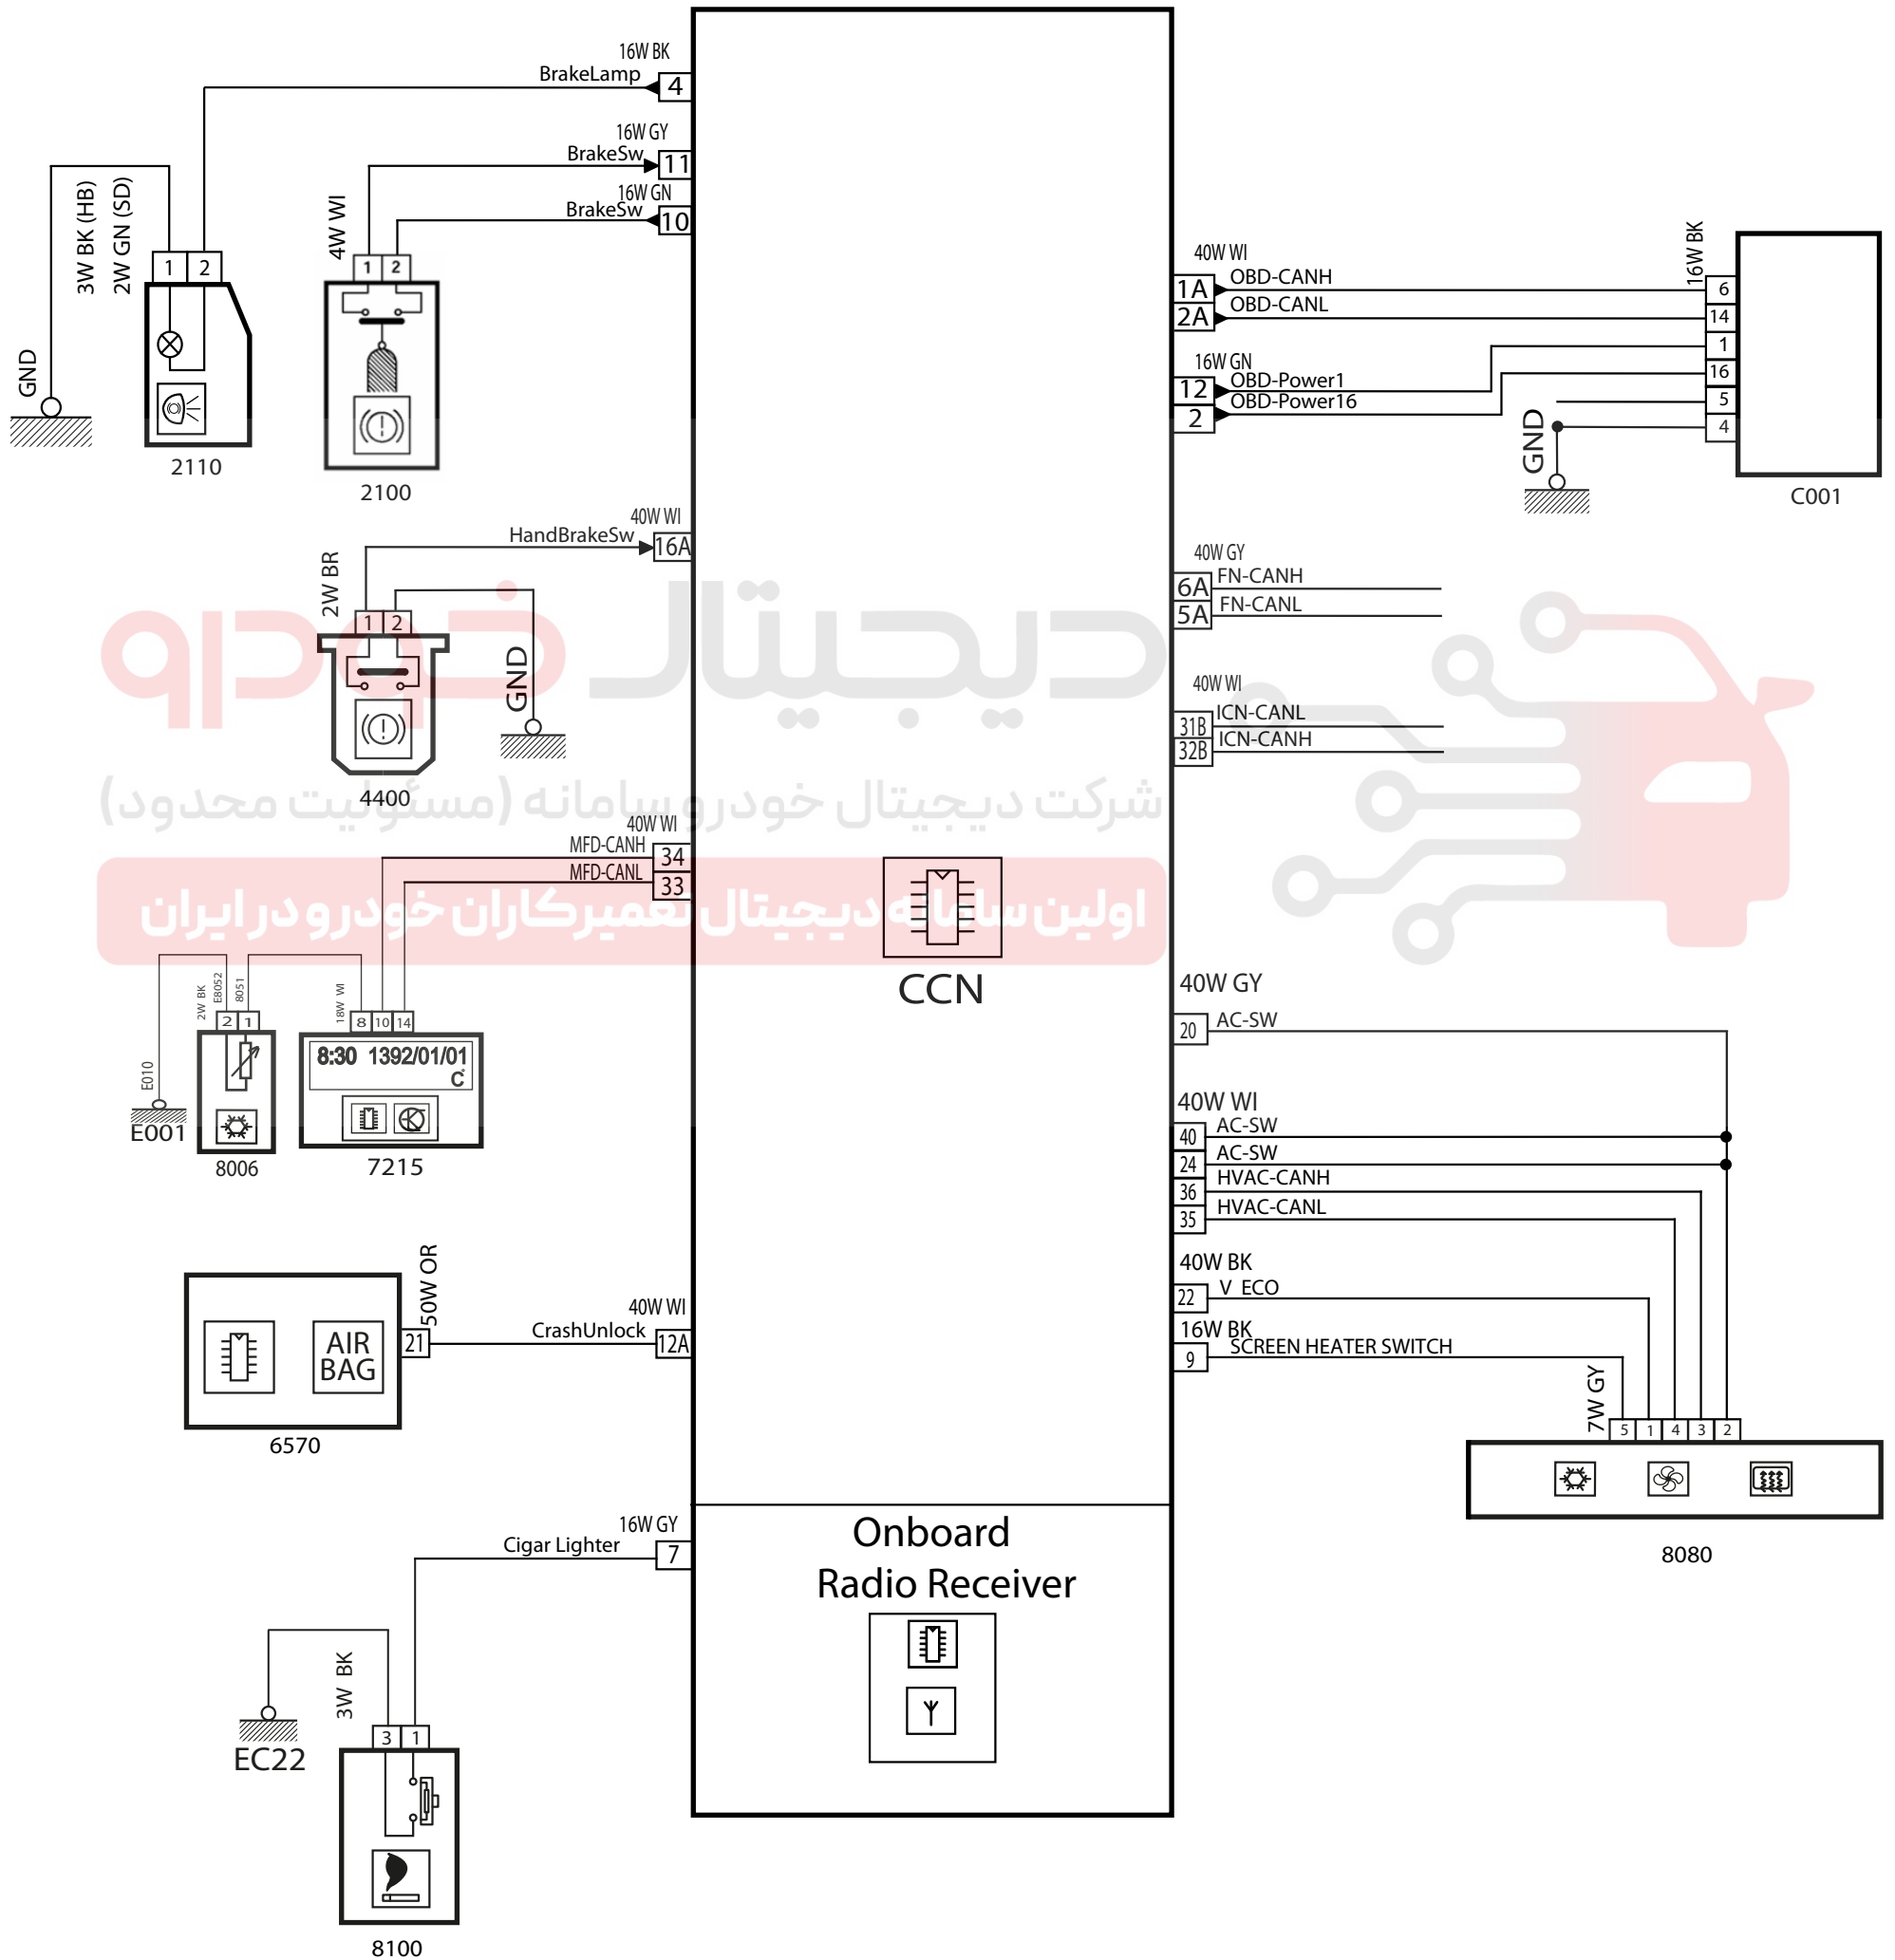 16W BK
BrakeLamp
4
16W GY
BrakeSw
11
16W GN
BrakeSw
10
3W BK (HB)
2W GN (SD)
4W WI
1 2
1 2
GND
2110
2100
40W WI
1A OBD-CANH
2A OBD-CANL
16W GN
12 OBD-Power1
2 OBD-Power16
16W BK
6
14
1
16
5
4
GND
C001
40W WI
HandBrakeSw
16A
2W BR
1 2
GND
4400
40W GY
6A FN-CANH
5A FN-CANL
40W WI
31B ICN-CANL
32B ICN-CANH
دیجیتال خودرو
شرکت دیجیتال خودرو سامانه (مسئولیت محدود)
اولین سامانه دیجیتال تعمیرکاران خودرو در ایران
40W WI
MFD-CANH
34
MFD-CANL
33
CCN
2W BK
E8052
8051
18W WI
2 1
8 10 14
E010
E001
8006
8:30 1392/01/01
C°
7215
40W GY
20 AC-SW
40W WI
40 AC-SW
24 AC-SW
36 HVAC-CANH
35 HVAC-CANL
40W BK
22 V ECO
16W BK
9 SCREEN HEATER SWITCH
7W GY
5 1 4 3 2
8080
50W OR
AIR
BAG
21
6570
40W WI
CrashUnlock
12A
16W GY
Cigar Lighter
7
Onboard
Radio Receiver
3W BK
3 1
EC22
8100